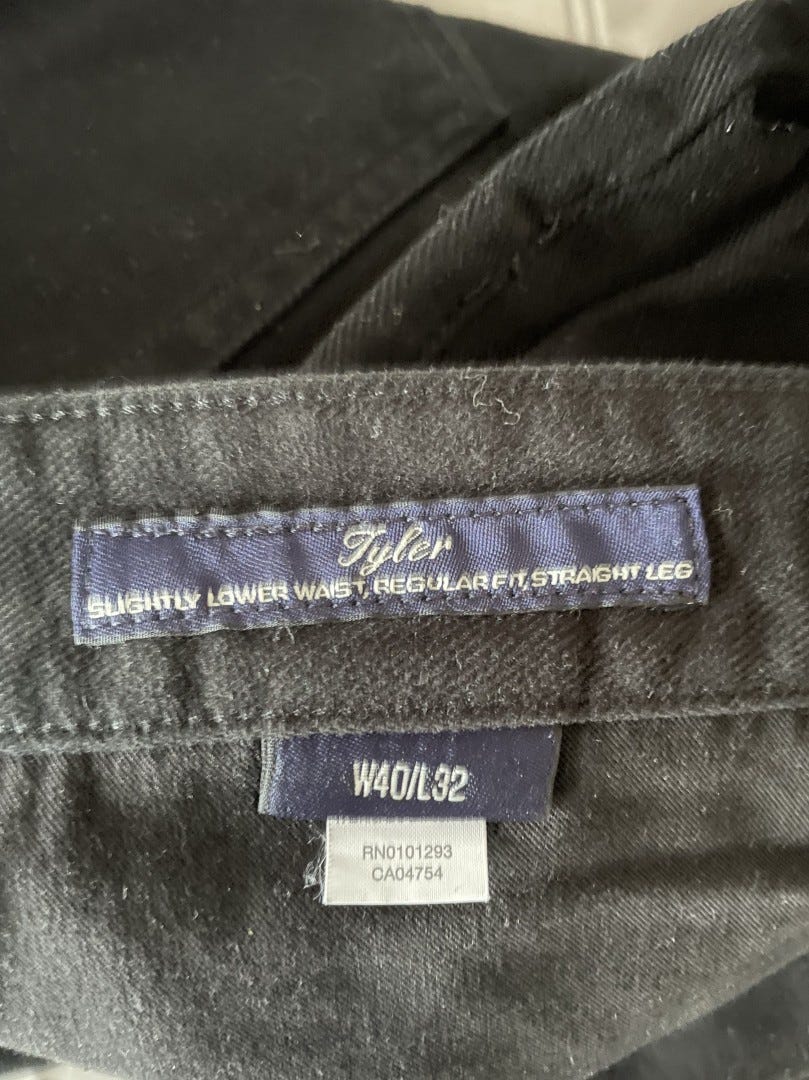 Tyler
SLIGHTLY LOWER WAIST, REGULAR FIT, STRAIGHT LEG
W40/L32
RN0101293
CA04754